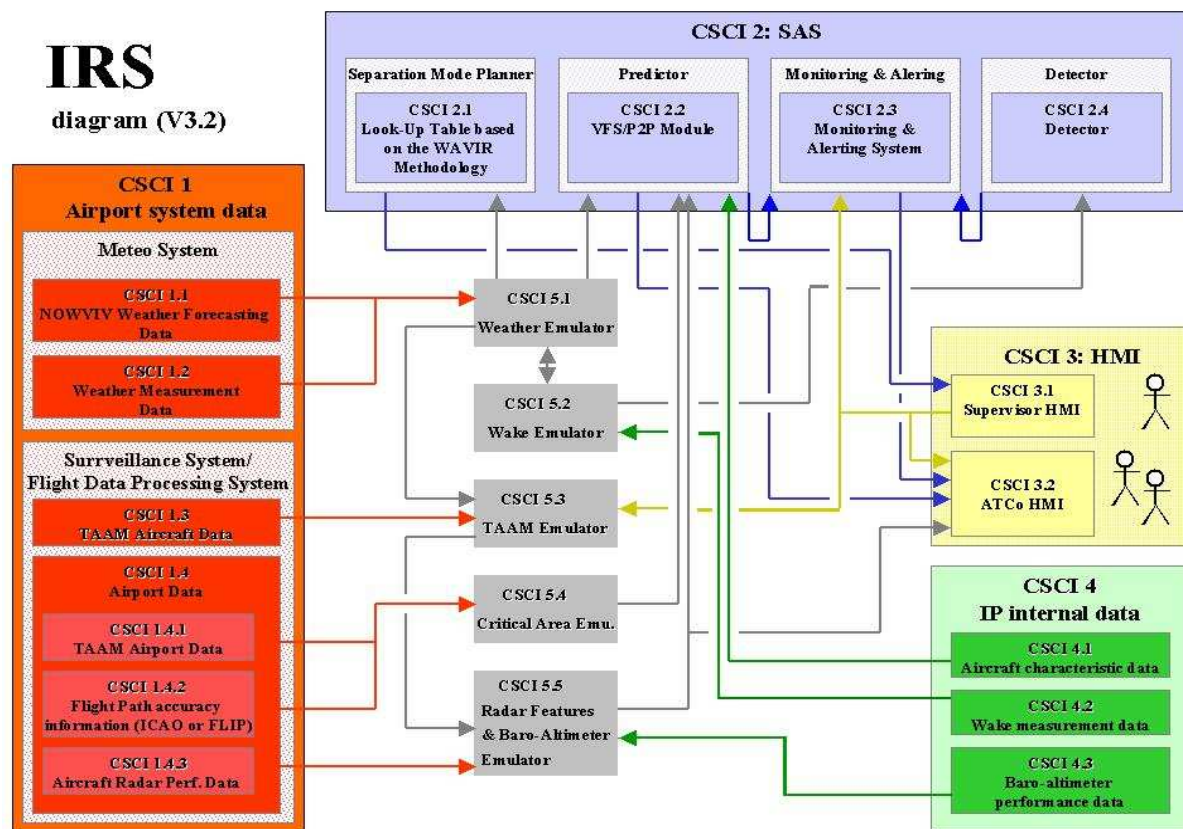 IRS
diagram (V3.2)
CSCI 2: SAS
Separation Mode Planner
CSCI 2.1
Look-Up Table based
on the WAVIR
Methodology
Predictor
CSCI 2.2
VFS/P2P Module
Monitoring & Alering
CSCI 2.3
Monitoring &
Alerting System
Detector
CSCI 2.4
Detector
CSCI 1
Airport system data
Meteo System
CSCI 1.1
NOWVIV Weather Forecasting
Data
CSCI 1.2
Weather Measurement
Data
Surrveillance System/
Flight Data Processing System
CSCI 1.3
TAAM Aircraft Data
CSCI 1.4
Airport Data
CSCI 1.4.1
TAAM Airport Data
CSCI 1.4.2
Flight Path accuracy
information (ICAO or FLIP)
CSCI 1.4.3
Aircraft Radar Perf. Data
CSCI 5.1
Weather Emulator
CSCI 5.2
Wake Emulator
CSCI 5.3
TAAM Emulator
CSCI 5.4
Critical Area Emu.
CSCI 5.5
Radar Features
& Baro-Altimeter
Emulator
CSCI 3: HMI
CSCI 3.1
Supervisor HMI
CSCI 3.2
ATCo HMI
CSCI 4
IP internal data
CSCI 4.1
Aircraft characteristic data
CSCI 4.2
Wake measurement data
CSCI 4.3
Baro-altimeter
performance data